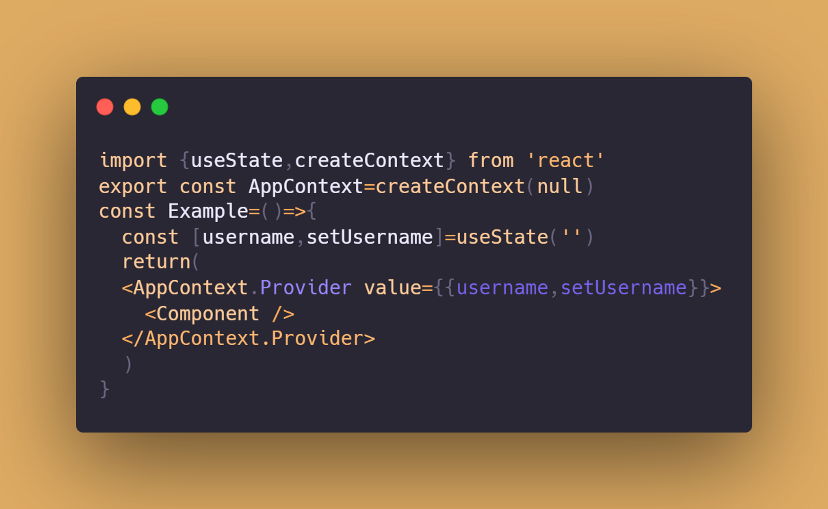 import {useState,createContext} from 'react'
export const AppContext=createContext(null)
const Example=()=>{
  const [username,setUsername]=useState('')
  return(
  <AppContext.Provider value={{username,setUsername}}>
    <Component />
  </AppContext.Provider>
  )
}